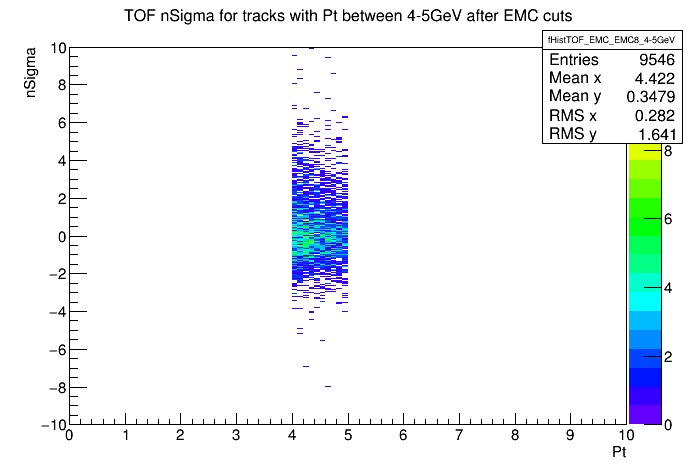 TOF nSigma for tracks with Pt between 4-5GeV after EMC cuts
fHistTOF_EMC_EMC8_4-5GeV
Entries 9546
Mean x 4.422
Mean y 0.3479
RMS x 0.282
RMS y 1.641
nSigma
10
8
6
4
2
0
−2
−4
−6
−8
−10
0 1 2 3 4 5 6 7 8 9 10
Pt
8
6
4
2
0